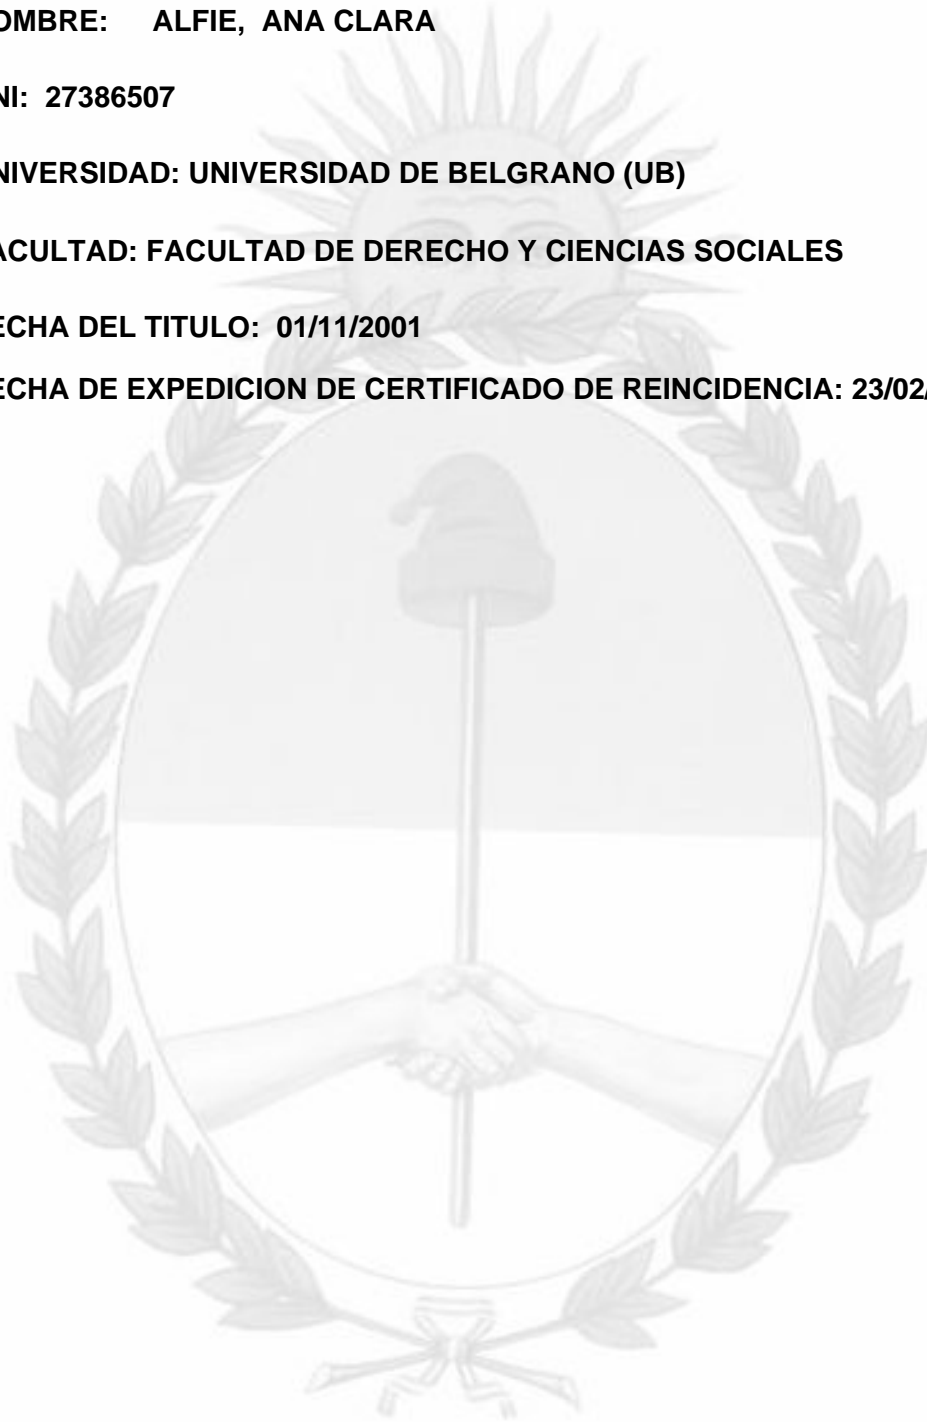 OMBRE: ALFIE, ANA CLARA
NI: 27386507
NIVERSIDAD: UNIVERSIDAD DE BELGRANO (UB)
ACULTAD: FACULTAD DE DERECHO Y CIENCIAS SOCIALES
ECHA DEL TITULO: 01/11/2001
ECHA DE EXPEDICION DE CERTIFICADO DE REINCIDENCIA: 23/02/